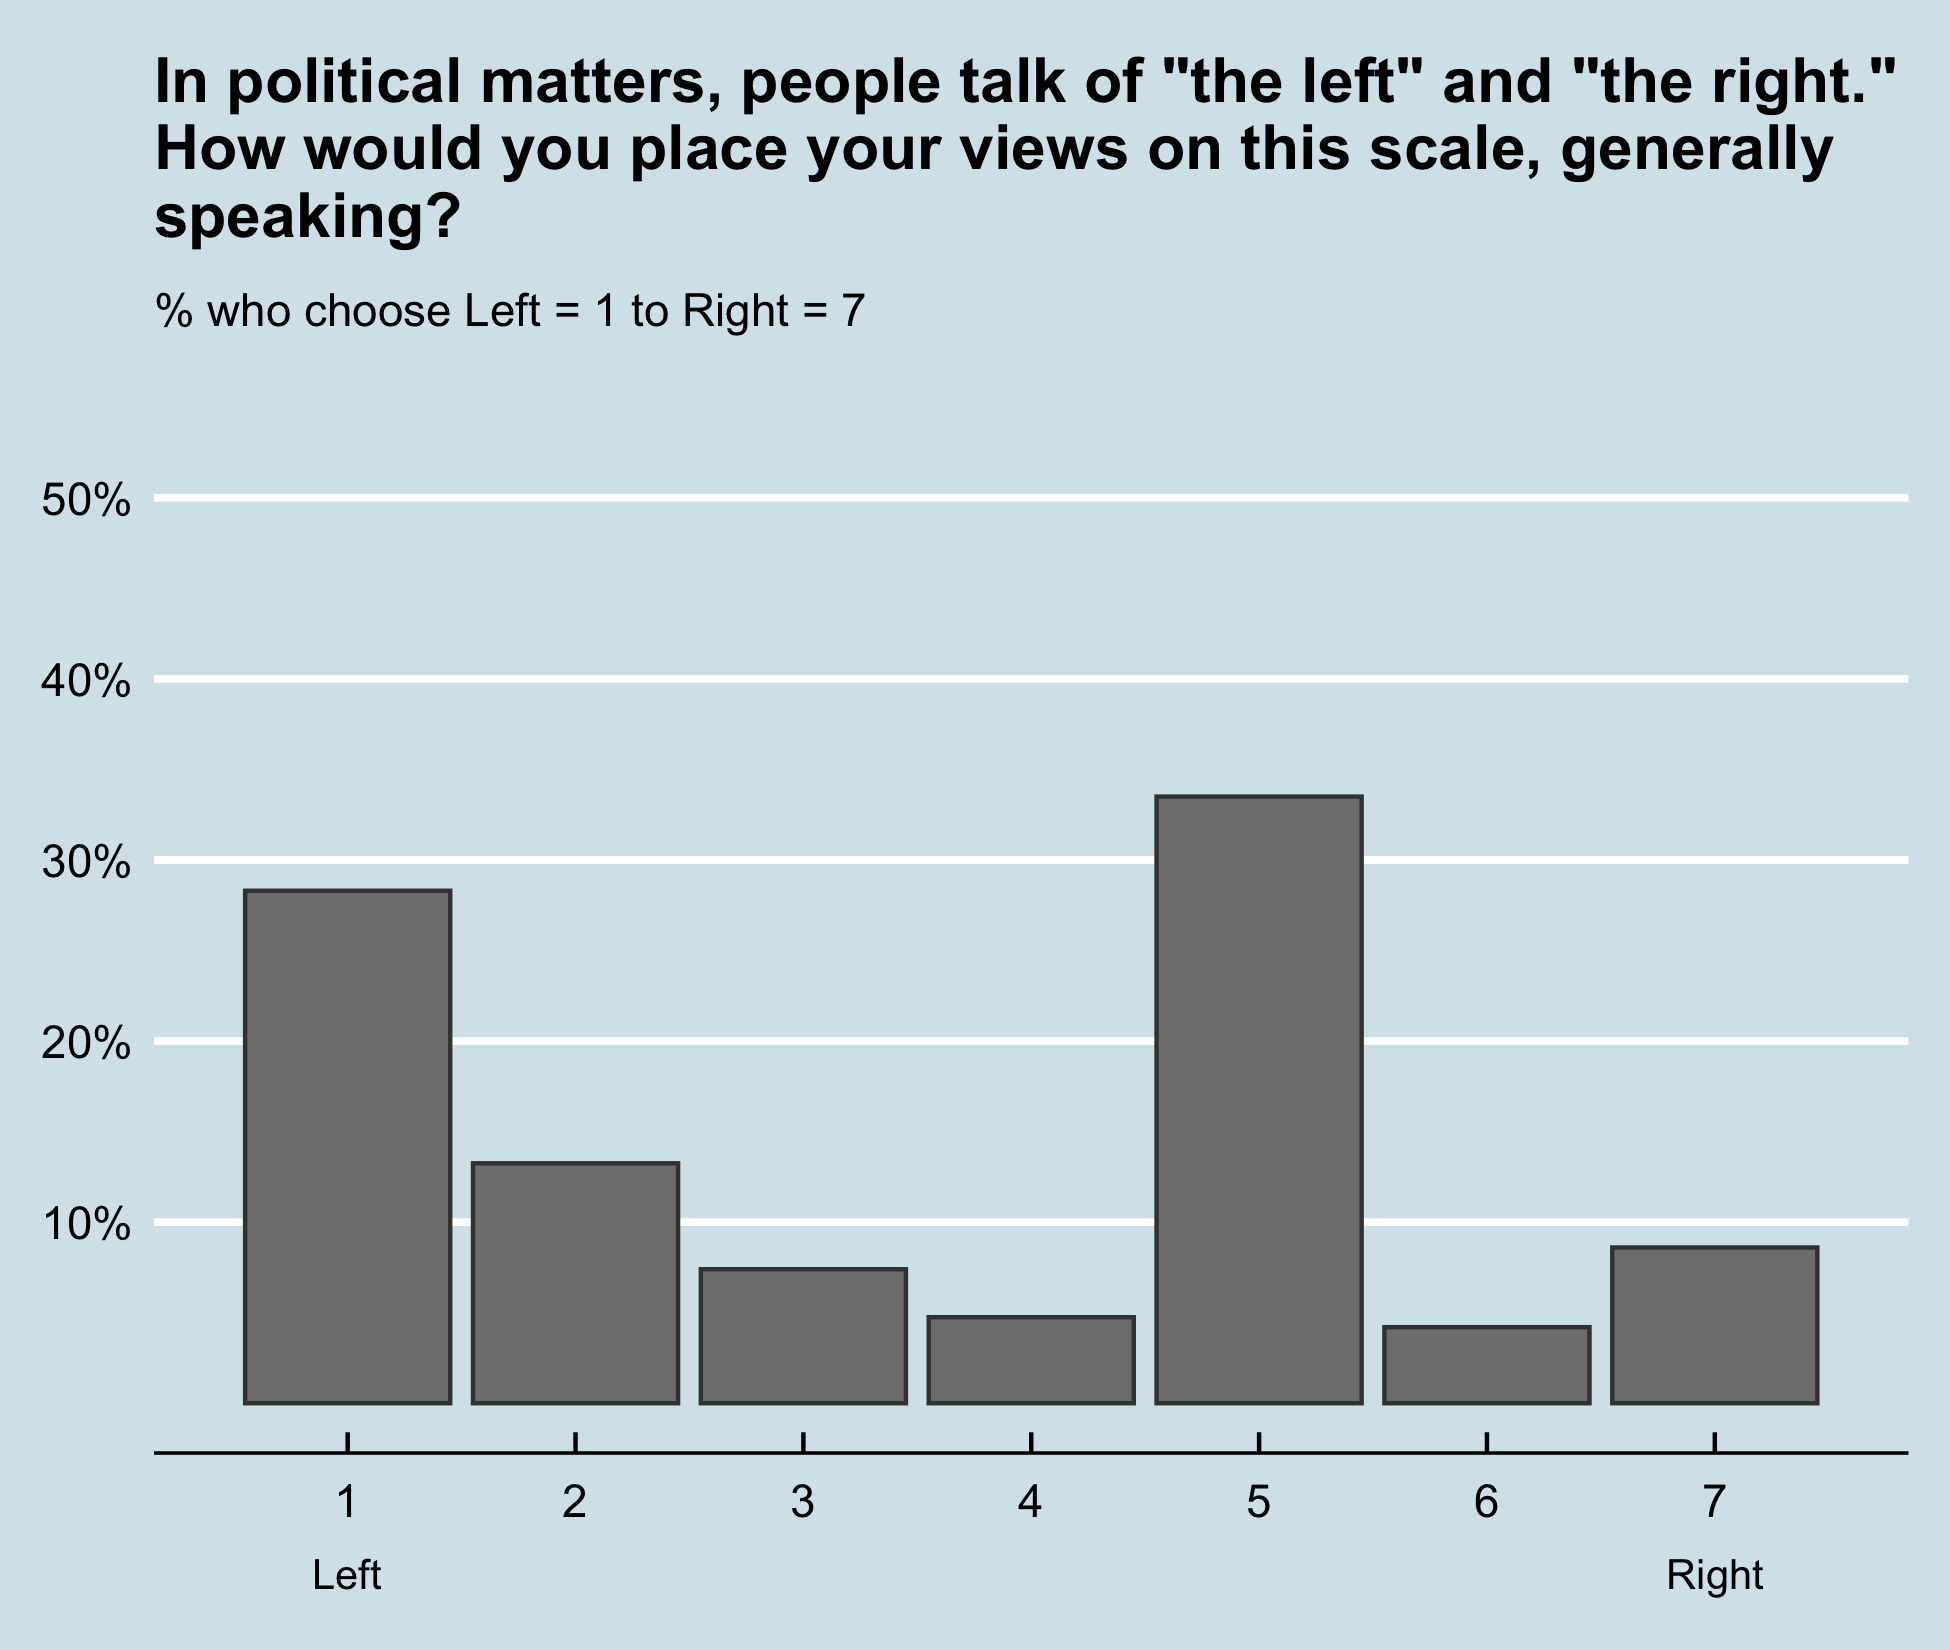 In political matters, people talk of "the left" and "the right."
How would you place your views on this scale, generally
speaking?
% who choose Left = 1 to Right = 7
50%
40%
30%
20%
10%
1 2 3 4 5 6 7
Left Right